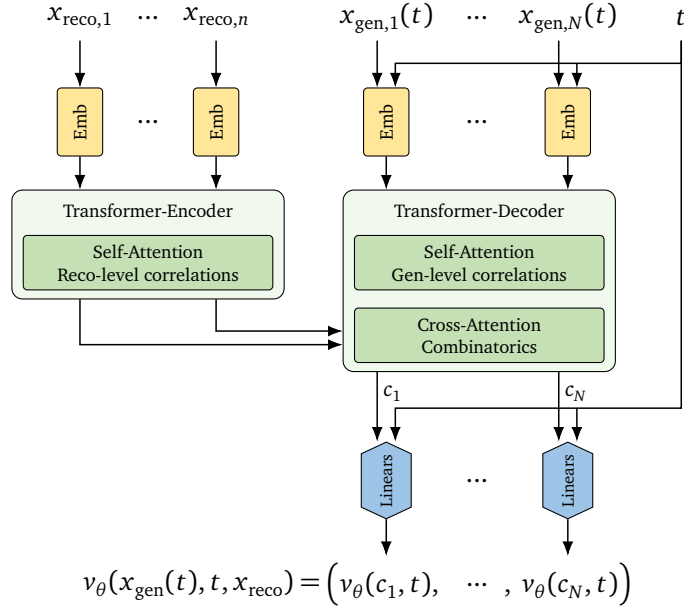 x_reco,1 ... x_reco,n x_gen,1(t) ... x_gen,N(t) t
Emb ... Emb Emb ... Emb
Transformer-Encoder
Self-Attention
Reco-level correlations
Transformer-Decoder
Self-Attention
Gen-level correlations
Cross-Attention
Combinatorics
c_1 c_N
Linears ... Linears
v_θ(x_gen(t), t, x_reco) = (v_θ(c_1, t), ... , v_θ(c_N, t))